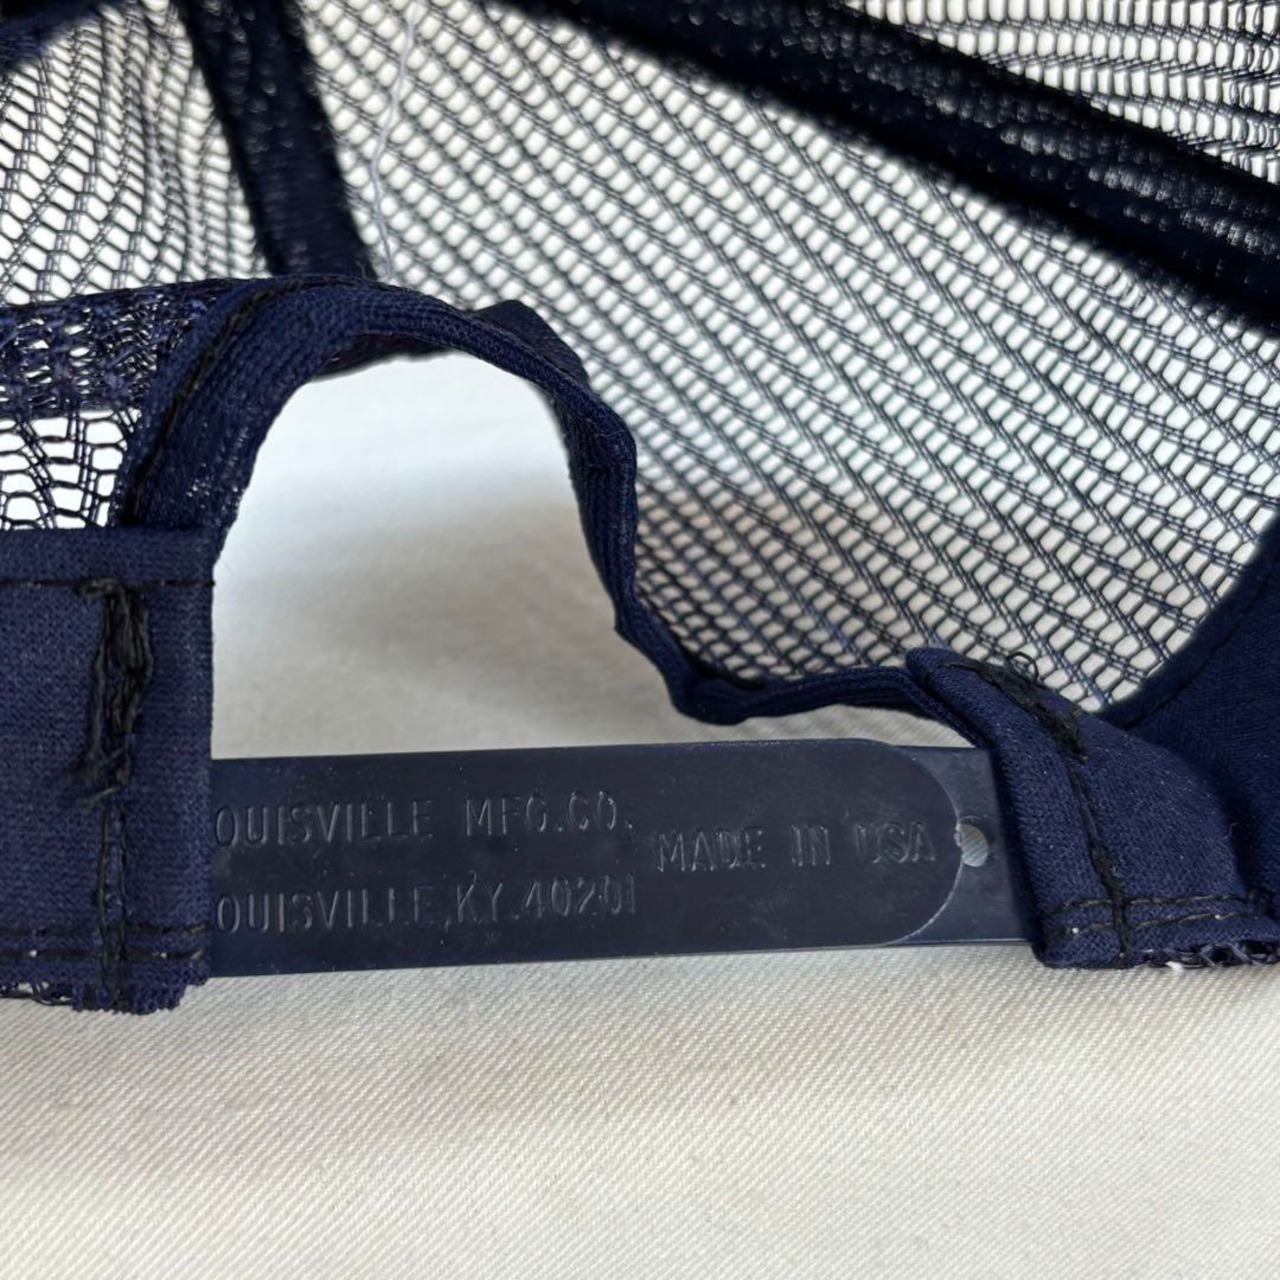 OUISVILLE MFG.CO.
OUISVILLE,KY.40201
MADE IN USA